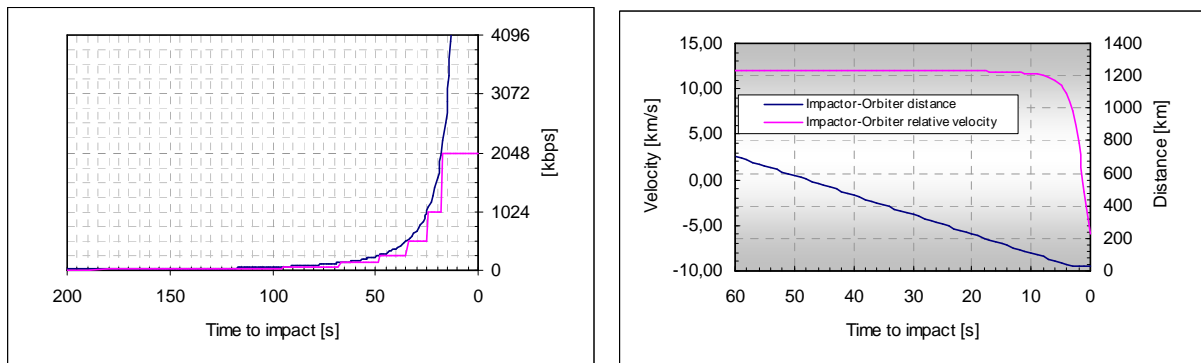 4096
3072
2048
1024
0
[kbps]
200 150 100 50 0
Time to impact [s]
15,00
10,00
5,00
0,00
-5,00
-10,00
Velocity [km/s]
Impactor-Orbiter distance
Impactor-Orbiter relative velocity
1400
1200
1000
800
600
400
200
0
Distance [km]
60 50 40 30 20 10 0
Time to impact [s]